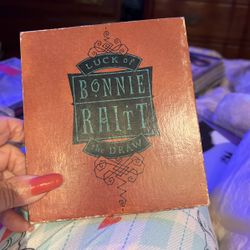 LUCK of
BONNIE
RAITT
the DRAW